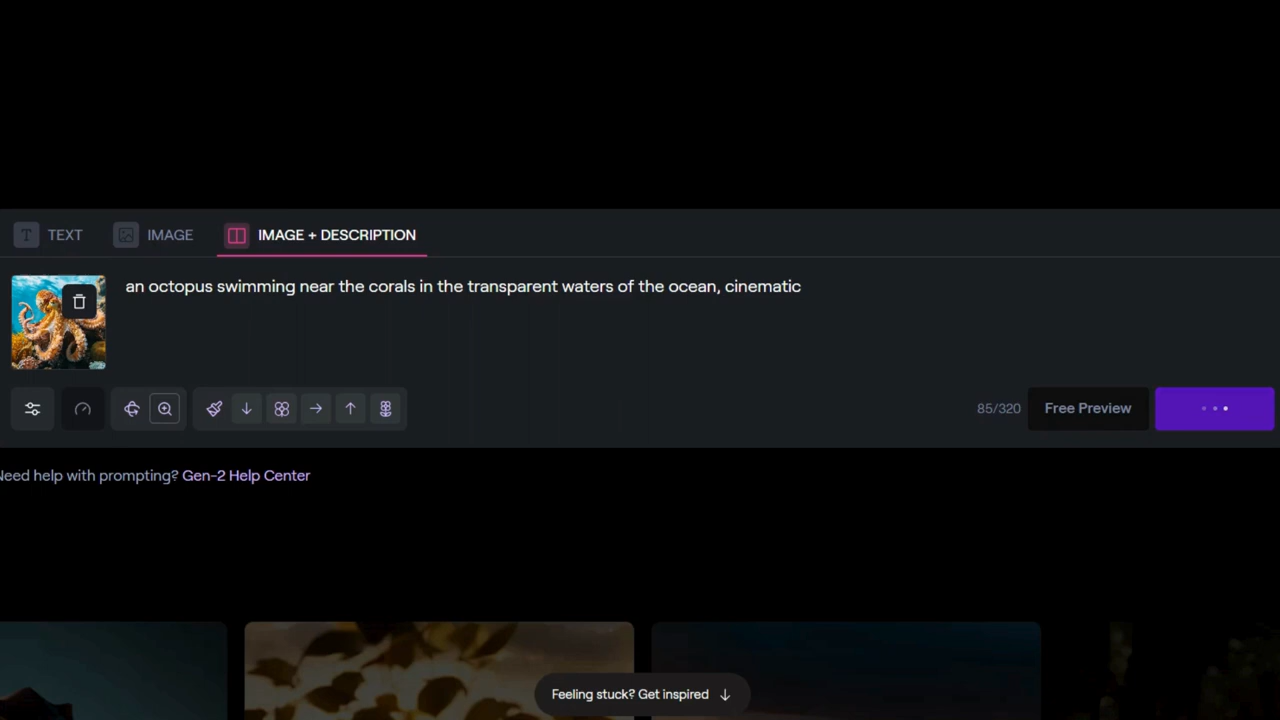 TEXT IMAGE IMAGE + DESCRIPTION
an octopus swimming near the corals in the transparent waters of the ocean, cinematic
85/320 Free Preview
Need help with prompting? Gen-2 Help Center
Feeling stuck? Get inspired